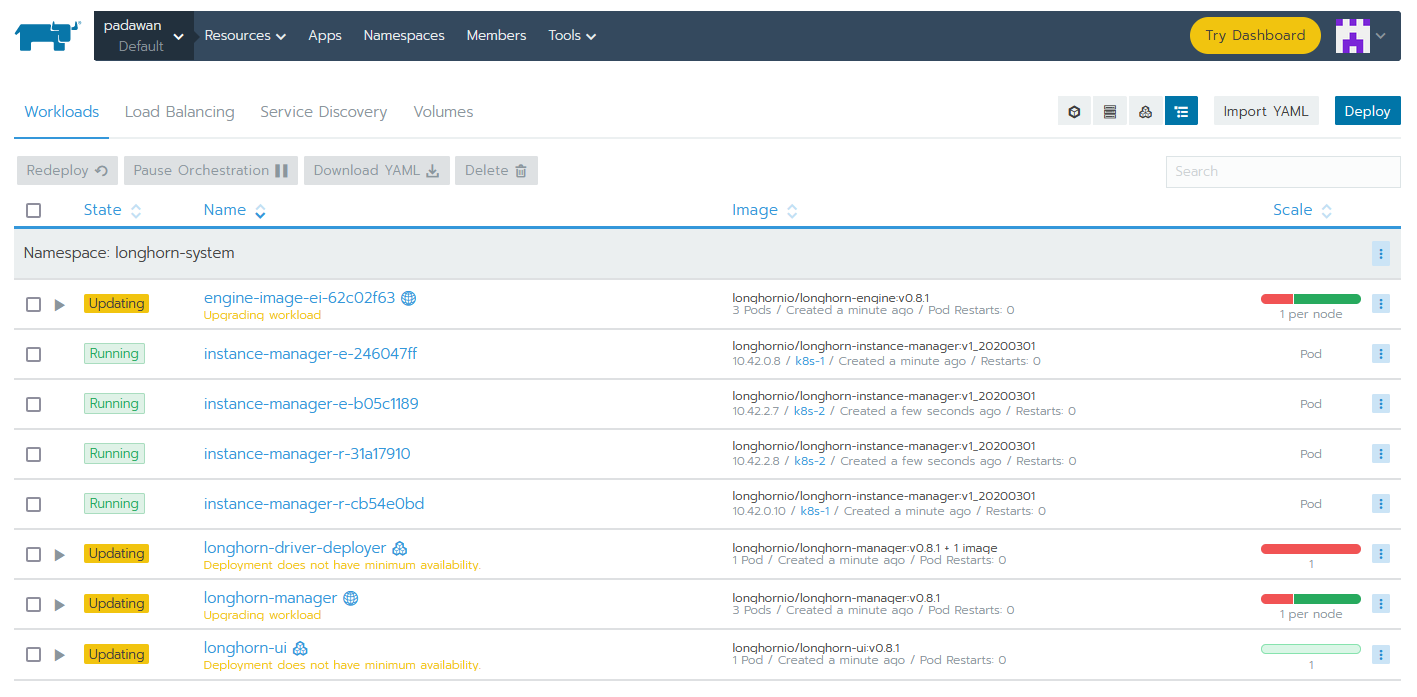 padawan
Default
Resources Apps Namespaces Members Tools
Try Dashboard
Workloads Load Balancing Service Discovery Volumes
Import YAML Deploy
Redeploy Pause Orchestration Download YAML Delete
Search
State Name Image Scale
Namespace: longhorn-system
Updating engine-image-ei-62c02f63 longhornio/longhorn-engine:v0.8.1
Upgrading workload 3 Pods / Created a minute ago / Pod Restarts: 0 1 per node
Running instance-manager-e-246047ff longhornio/longhorn-instance-manager:v1_20200301 Pod
10.42.0.8 / k8s-1 / Created a minute ago / Restarts: 0
Running instance-manager-e-b05c1189 longhornio/longhorn-instance-manager:v1_20200301 Pod
10.42.2.7 / k8s-2 / Created a few seconds ago / Restarts: 0
Running instance-manager-r-31a17910 longhornio/longhorn-instance-manager:v1_20200301 Pod
10.42.2.8 / k8s-2 / Created a few seconds ago / Restarts: 0
Running instance-manager-r-cb54e0bd longhornio/longhorn-instance-manager:v1_20200301 Pod
10.42.0.10 / k8s-1 / Created a minute ago / Restarts: 0
Updating longhorn-driver-deployer longhornio/longhorn-manager:v0.8.1 + 1 image
Deployment does not have minimum availability. 1 Pod / Created a minute ago / Pod Restarts: 0 1
Updating longhorn-manager longhornio/longhorn-manager:v0.8.1
Upgrading workload 3 Pods / Created a minute ago / Pod Restarts: 0 1 per node
Updating longhorn-ui longhornio/longhorn-ui:v0.8.1
Deployment does not have minimum availability. 1 Pod / Created a minute ago / Pod Restarts: 0 1